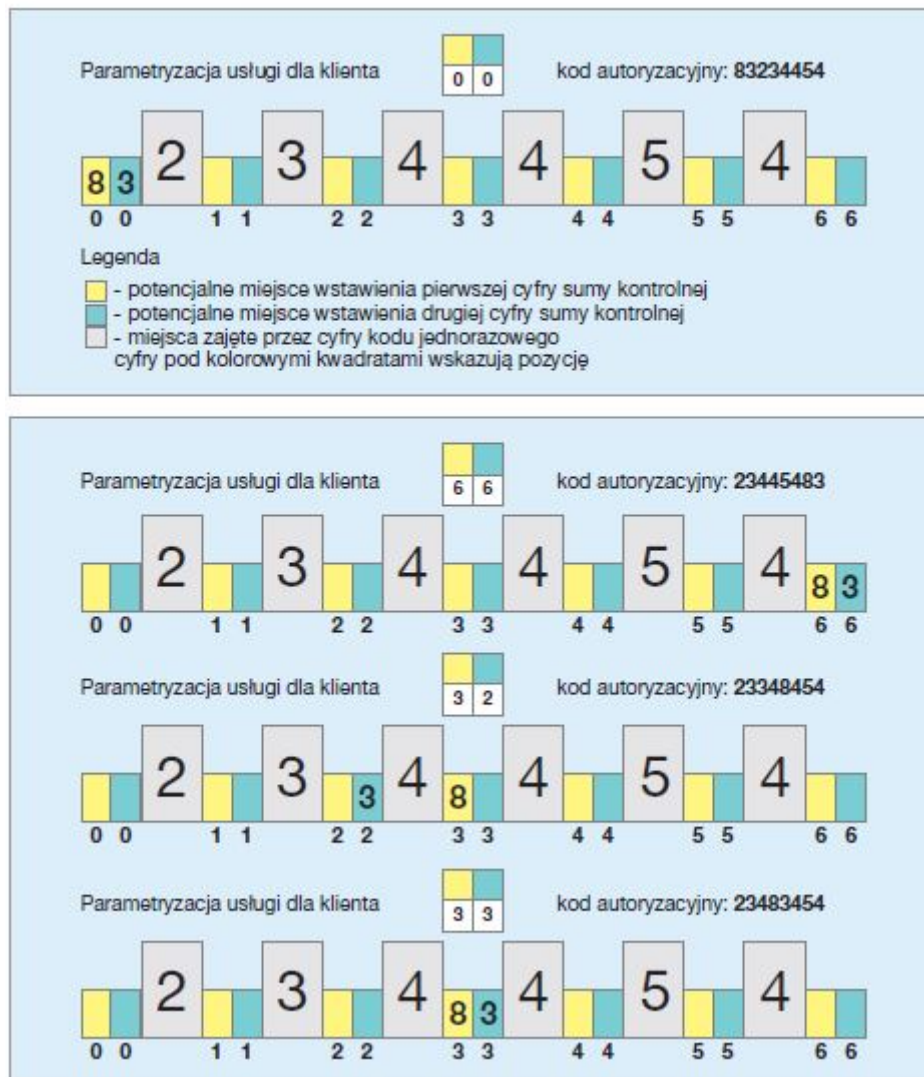 Parametryzacja usługi dla klienta 0 0 kod autoryzacyjny: 83234454
8 3 2 3 4 4 5 4
0 0 1 1 2 2 3 3 4 4 5 5 6 6
Legenda
- potencjalne miejsce wstawienia pierwszej cyfry sumy kontrolnej
- potencjalne miejsce wstawienia drugiej cyfry sumy kontrolnej
- miejsca zajęte przez cyfry kodu jednorazowego
cyfry pod kolorowymi kwadratami wskazują pozycję
Parametryzacja usługi dla klienta 6 6 kod autoryzacyjny: 23445483
2 3 4 4 5 4 8 3
0 0 1 1 2 2 3 3 4 4 5 5 6 6
Parametryzacja usługi dla klienta 3 2 kod autoryzacyjny: 23348454
2 3 3 4 8 4 5 4
0 0 1 1 2 2 3 3 4 4 5 5 6 6
Parametryzacja usługi dla klienta 3 3 kod autoryzacyjny: 23483454
2 3 4 8 3 4 5 4
0 0 1 1 2 2 3 3 4 4 5 5 6 6